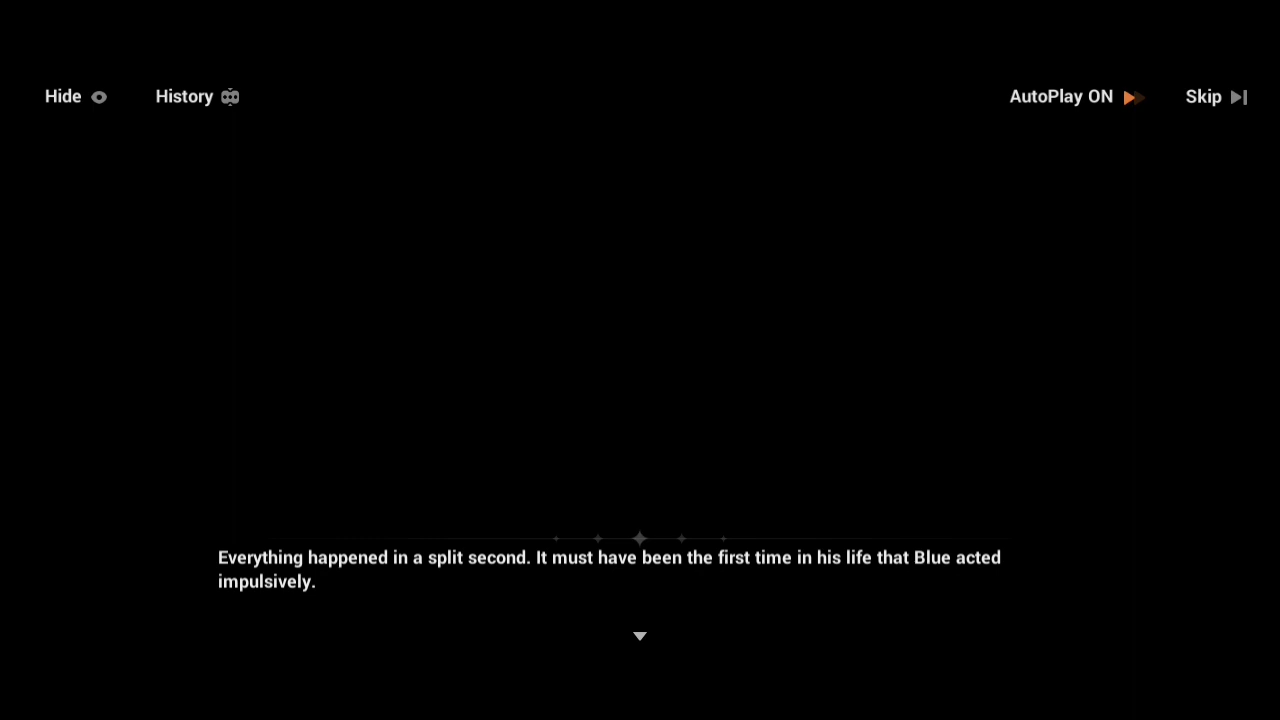 Hide
History
AutoPlay ON
Skip
Everything happened in a split second. It must have been the first time in his life that Blue acted
impulsively.